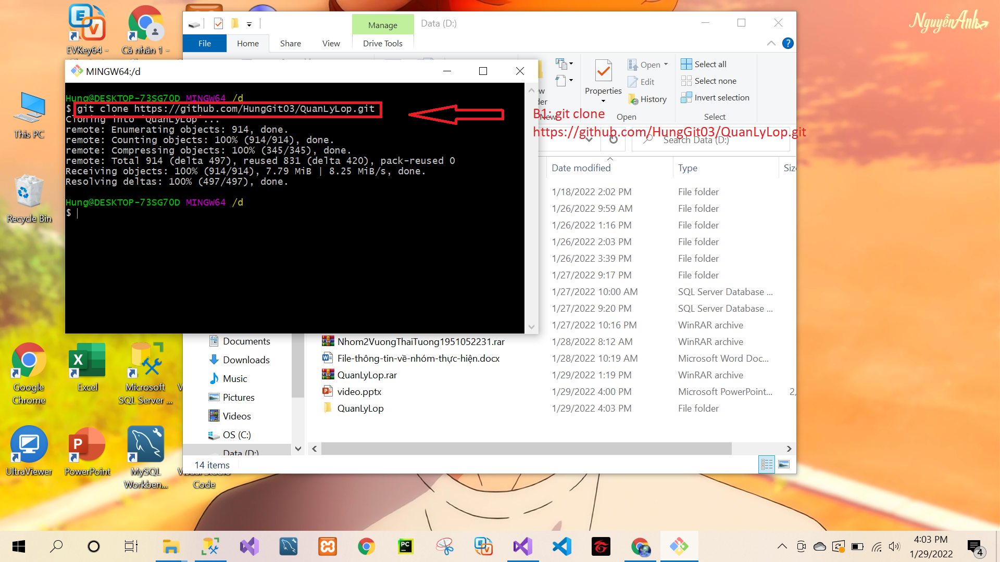 EVKey64 -
Cá nhân 1 -
NguyễnAnh
Manage
Data (D:)
File
Home
Share
View
Drive Tools
MINGW64:/d
Hung@DESKTOP-73SG70D MINGW64 /d
$ git clone https://github.com/HungGit03/QuanLyLop.git
Cloning into 'QuanLyLop'...
remote: Enumerating objects: 914, done.
remote: Counting objects: 100% (914/914), done.
remote: Compressing objects: 100% (345/345), done.
remote: Total 914 (delta 497), reused 831 (delta 420), pack-reused 0
Receiving objects: 100% (914/914), 7.79 MiB | 8.25 MiB/s, done.
Resolving deltas: 100% (497/497), done.
Hung@DESKTOP-73SG70D MINGW64 /d
$
Properties
Open
Edit
History
Open
Select all
Select none
Invert selection
Select
New
B1: git clone
https://github.com/HungGit03/QuanLyLop.git
Search Data (D:)
Date modified
Type
1/18/2022 2:02 PM File folder
1/26/2022 9:59 AM File folder
1/26/2022 1:16 PM File folder
1/26/2022 2:03 PM File folder
1/26/2022 3:39 PM File folder
1/27/2022 9:17 PM File folder
1/27/2022 10:00 AM SQL Server Database ...
1/27/2022 9:20 PM SQL Server Database ...
1/27/2022 10:16 PM WinRAR archive
Nhom2VuongThaiTuong1951052231.rar 1/28/2022 8:12 AM WinRAR archive
File-thông-tin-về-nhóm-thực-hiện.docx 1/28/2022 10:19 AM Microsoft Word Doc...
QuanLyLop.rar 1/29/2022 1:19 PM WinRAR archive
video.pptx 1/29/2022 4:00 PM Microsoft PowerPoint... 2,
QuanLyLop 1/29/2022 4:03 PM File folder
Documents
Downloads
Music
Pictures
Videos
OS (C:)
Data (D:)
14 items
This PC
Recycle Bin
Google
Chrome
Excel
Microsoft
SQL Server ...
UltraViewer
PowerPoint
MySQL
Workben...
Visual Studio
Code
4:03 PM
1/29/2022
4